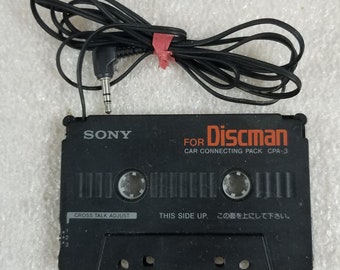 SONY
FOR Discman
CAR CONNECTING PACK CPA-3
CROSS TALK ADJUST
THIS SIDE UP. この面を上にして下さい。